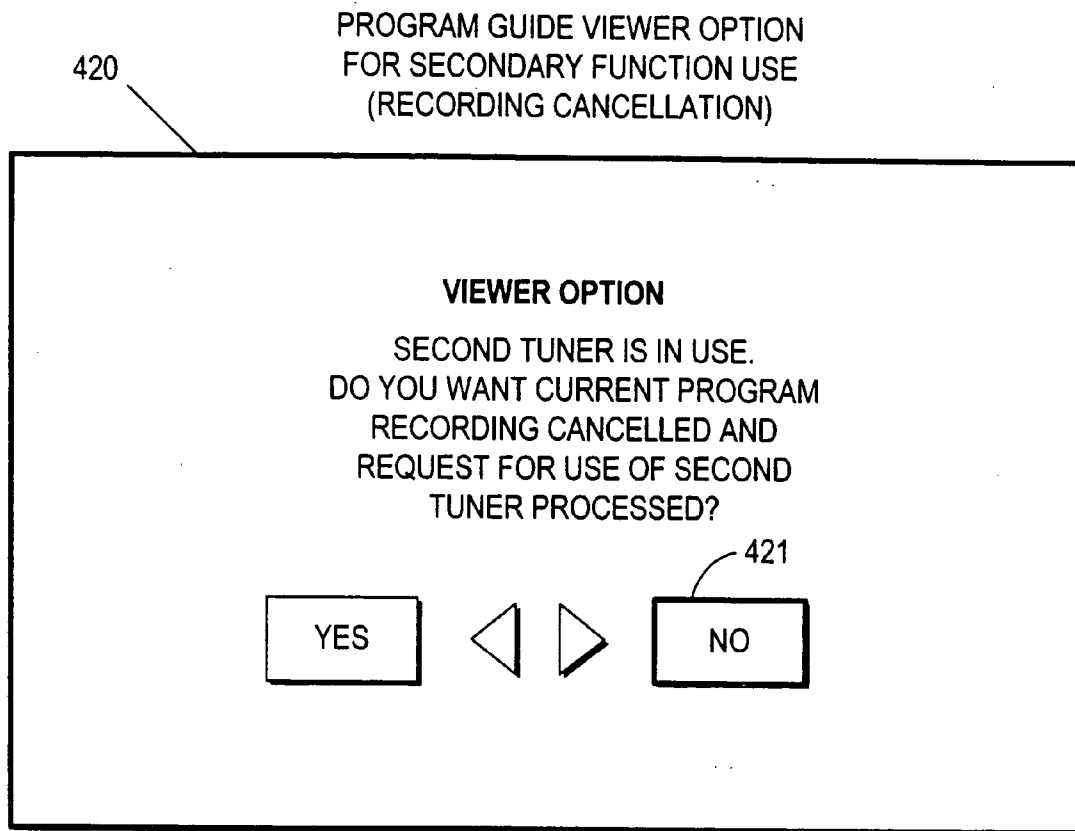 PROGRAM GUIDE VIEWER OPTION
FOR SECONDARY FUNCTION USE
(RECORDING CANCELLATION)
420
VIEWER OPTION
SECOND TUNER IS IN USE.
DO YOU WANT CURRENT PROGRAM
RECORDING CANCELLED AND
REQUEST FOR USE OF SECOND
TUNER PROCESSED?
421
YES
NO